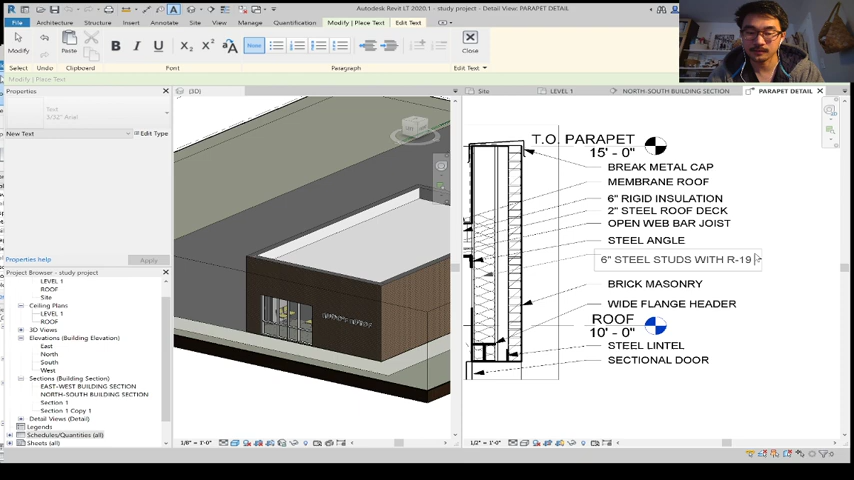 Autodesk Revit LT 2020.1 - study project - Detail View: PARAPET DETAIL
File Architecture Structure Insert Annotate Site View Manage Quantification Modify | Place Text Edit Text
Modify Paste B I U X₂ X² None Close
Select Undo Clipboard Font Paragraph Edit Text
Modify | Place Text
Properties
Text
3/32" Arial
New Text Edit Type
Properties help Apply
Project Browser - study project
LEVEL 1
ROOF
Site
Ceiling Plans
LEVEL 1
ROOF
3D Views
Elevations (Building Elevation)
East
North
South
West
Sections (Building Section)
EAST-WEST BUILDING SECTION
NORTH-SOUTH BUILDING SECTION
Section 1
Section 1 Copy 1
Detail Views (Detail)
Legends
Schedules/Quantities (all)
Sheets (all)
{3D}
1/8" = 1'-0"
Site LEVEL 1 NORTH-SOUTH BUILDING SECTION PARAPET DETAIL
T.O. PARAPET
15' - 0"
BREAK METAL CAP
MEMBRANE ROOF
6" RIGID INSULATION
2" STEEL ROOF DECK
OPEN WEB BAR JOIST
STEEL ANGLE
6" STEEL STUDS WITH R-19
BRICK MASONRY
WIDE FLANGE HEADER
ROOF
10' - 0"
STEEL LINTEL
SECTIONAL DOOR
1/2" = 1'-0"